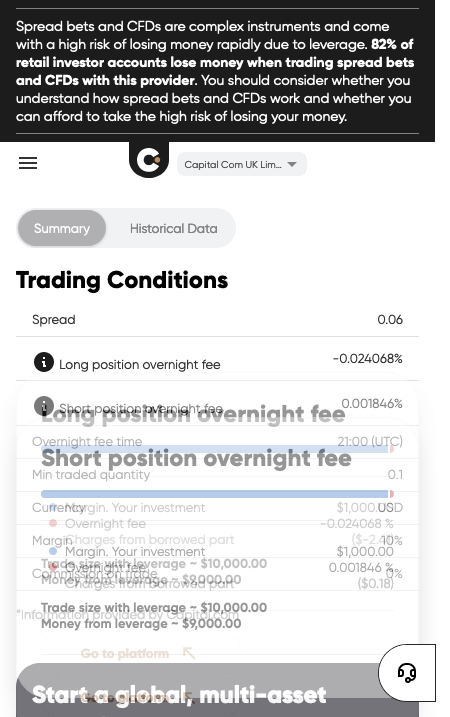 Spread bets and CFDs are complex instruments and come
with a high risk of losing money rapidly due to leverage. 82% of
retail investor accounts lose money when trading spread bets
and CFDs with this provider. You should consider whether you
understand how spread bets and CFDs work and whether you
can afford to take the high risk of losing your money.
Capital Com UK Lim...
Summary
Historical Data
Trading Conditions
Spread 0.06
Long position overnight fee -0.024068%
Short position overnight fee 0.001846%
Long position overnight fee
Overnight fee time 21:00 (UTC)
Short position overnight fee
Min traded quantity 0.1
Currency USD
Margin. Your investment $1,000.00
Overnight fee -0.024068 %
Charges from borrowed part
Margin 10%
Margin. Your investment $1,000.00
Trade size with leverage ~ $10,000.00
Overnight fee 0.001846 %
Commission on trade 0%
Money from leverage ~ $9,000.00
Charges from borrowed part ($0.18)
Trade size with leverage ~ $10,000.00
*Information provided by Capital.com
Money from leverage ~ $9,000.00
Go to platform
Start a global, multi-asset
Go to platform